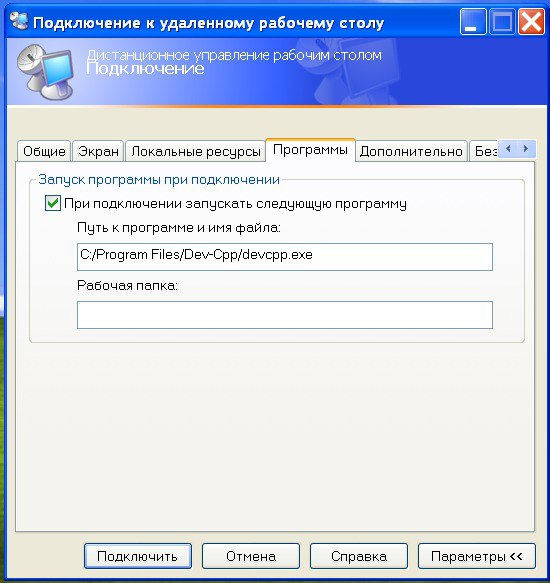 Подключение к удаленному рабочему столу
Дистанционное управление рабочим столом
Подключение
Общие Экран Локальные ресурсы Программы Дополнительно Без
Запуск программы при подключении
При подключении запускать следующую программу
Путь к программе и имя файла:
C:/Program Files/Dev-Cpp/devcpp.exe
Рабочая папка:
Подключить Отмена Справка Параметры <<